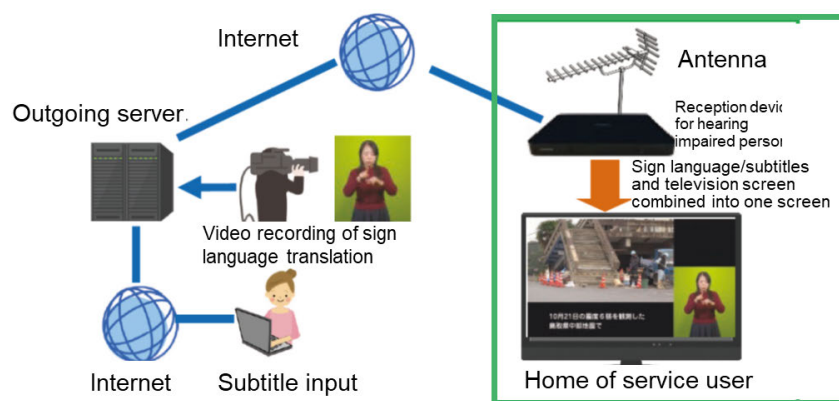 Internet
Antenna
Outgoing server.
Reception devic
for hearing
impaired person
Sign language/subtitles
and television screen
combined into one screen
Video recording of sign
language translation
10月21日の震度6弱を観測した
鳥取県中部地震で
Internet
Subtitle input
Home of service user